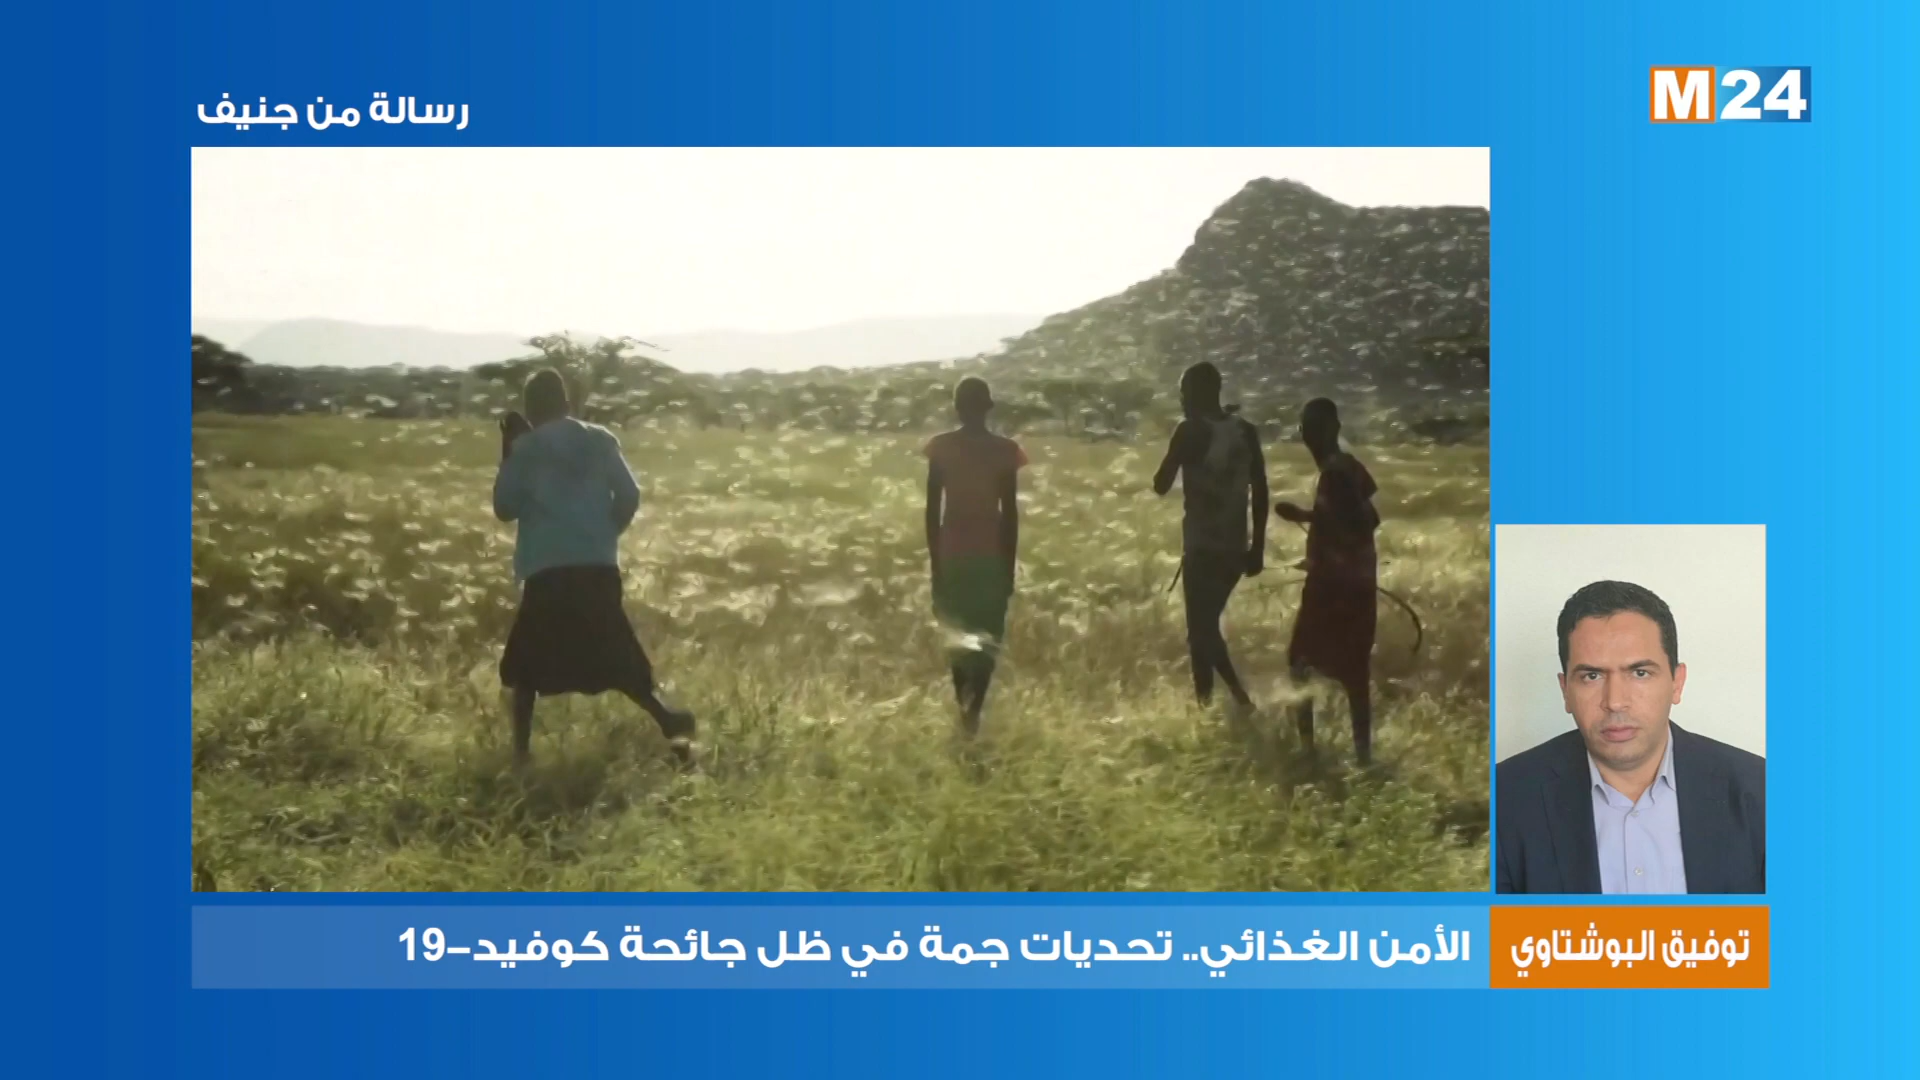 M24
رسالة من جنيف
توفيق البوشتاوي
الأمن الغذائي.. تحديات جمة في ظل جائحة كوفيد-19